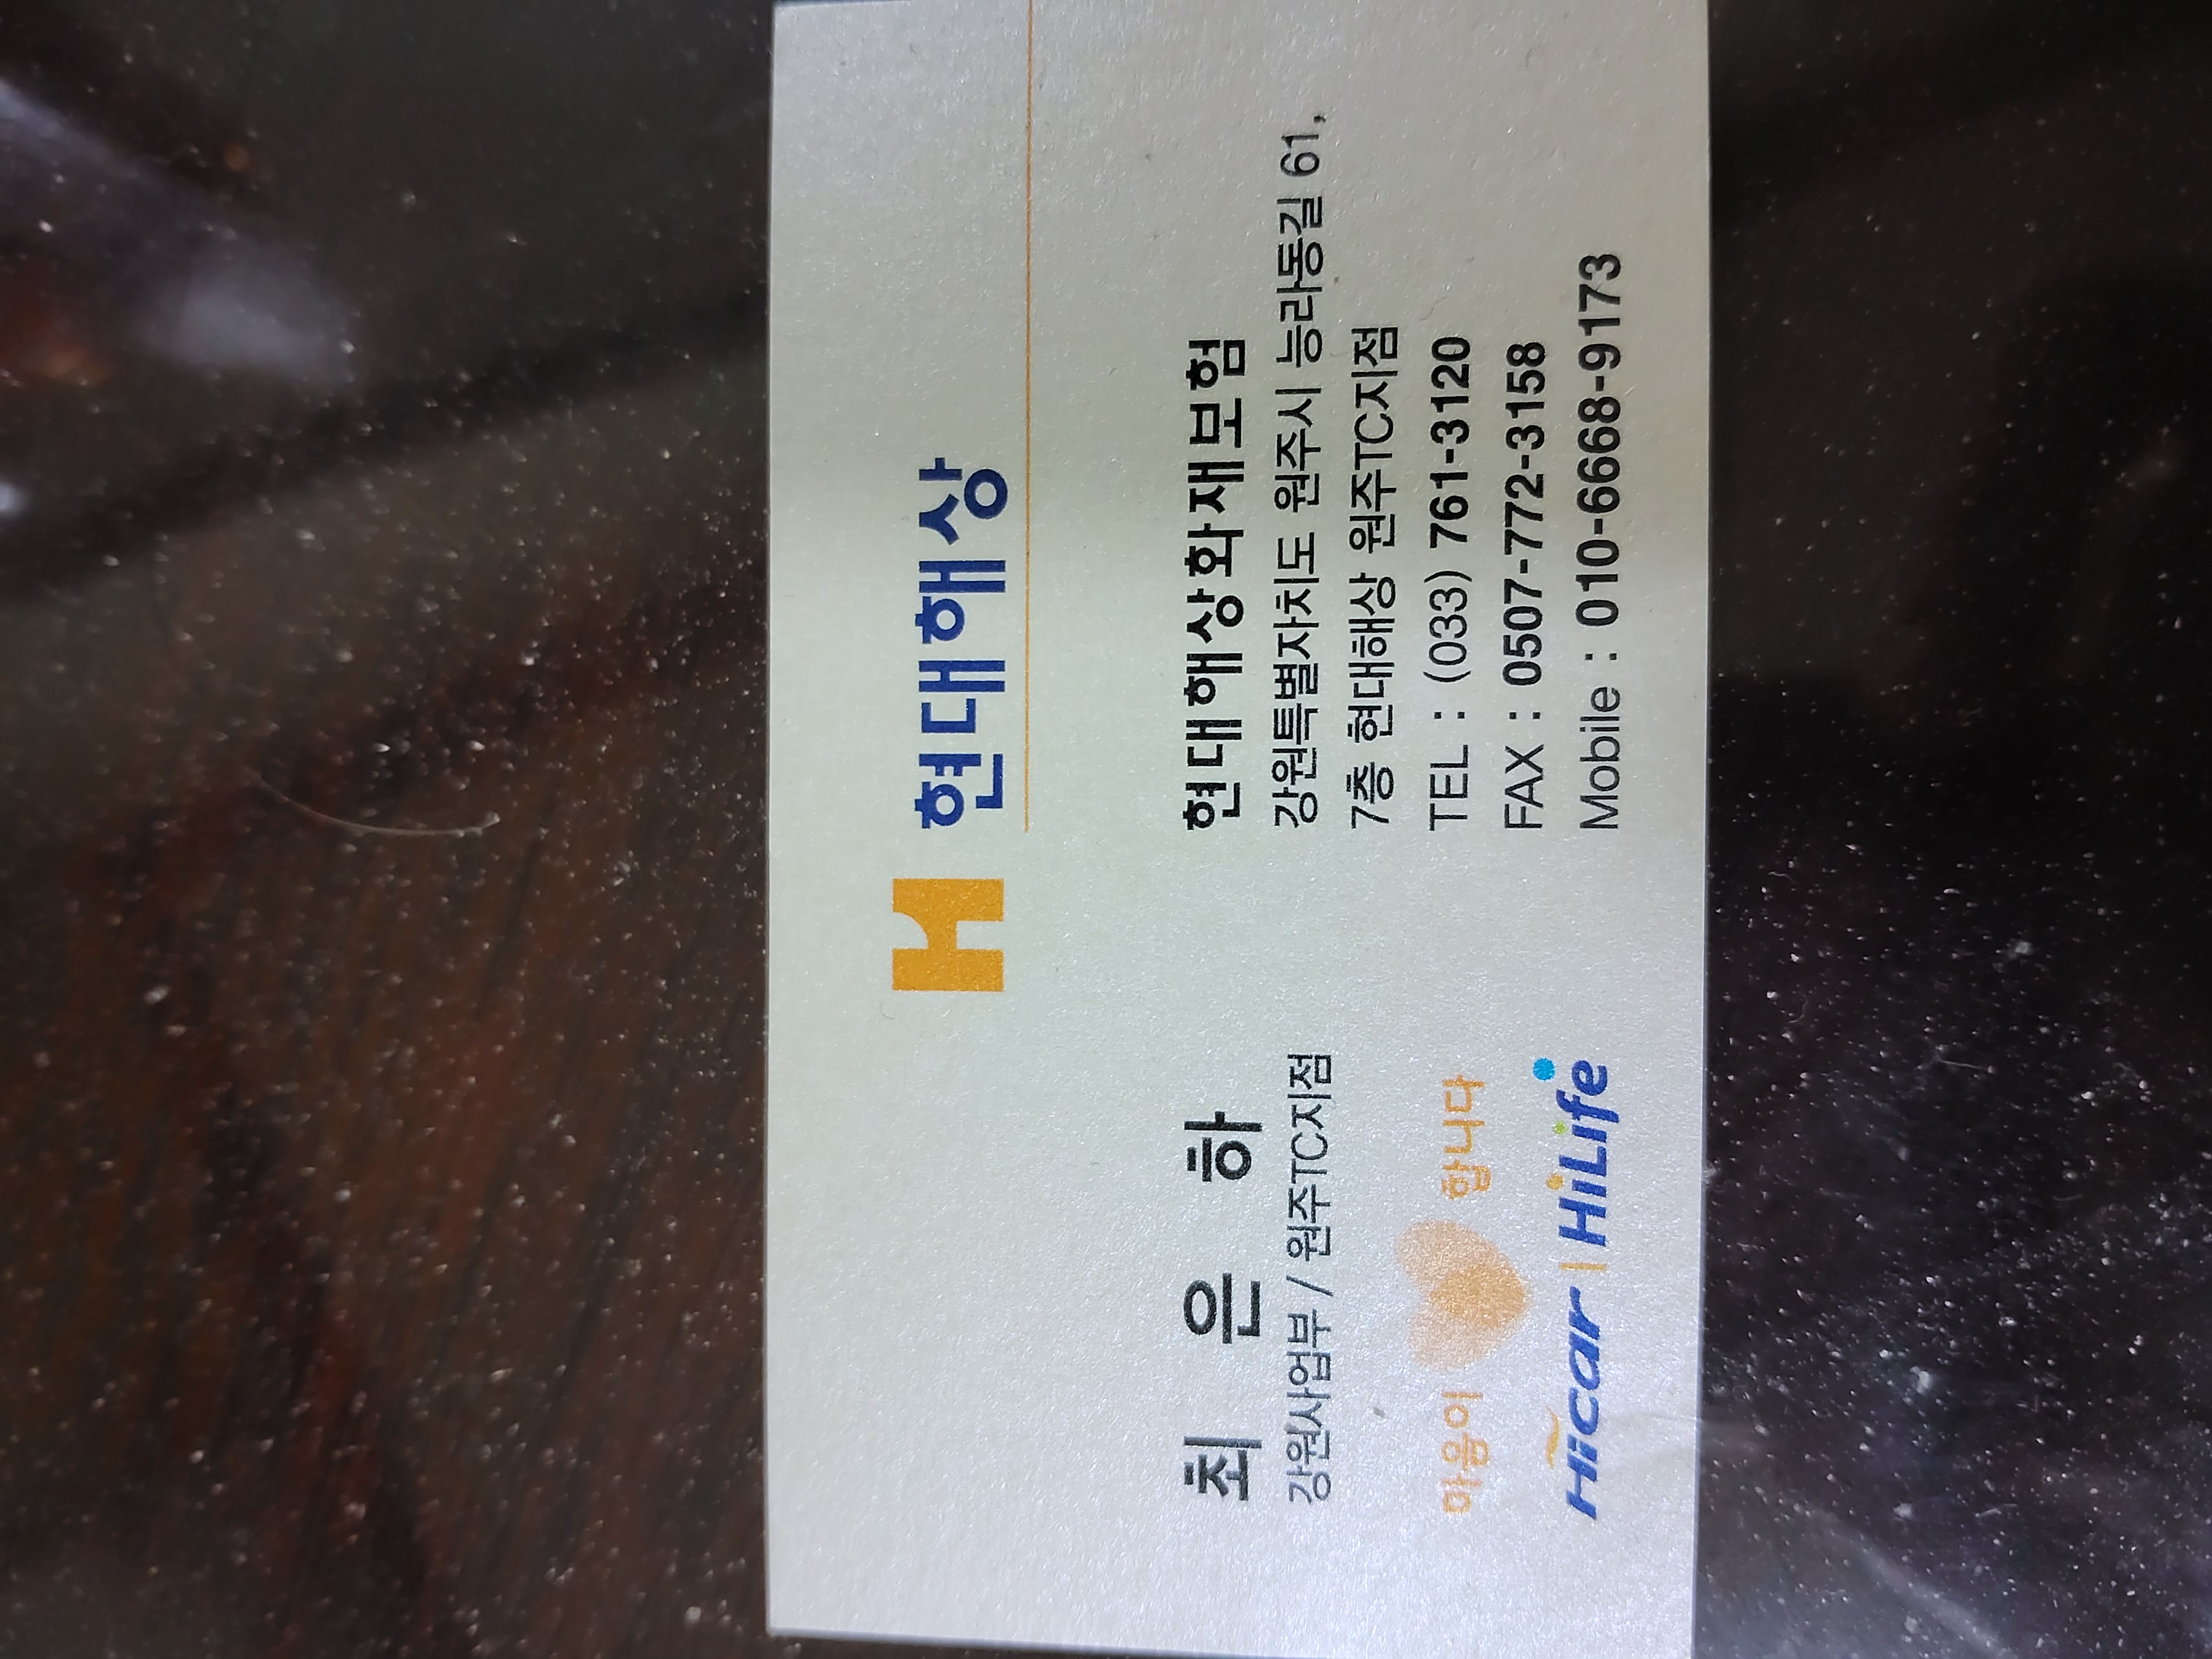 H 현대해상
최 은 하
강원사업부 / 원주TC지점
마음이 합니다
Hicar | HiLife
현대해상화재보험
강원특별자치도 원주시 능라동길 61,
7층 현대해상 원주TC지점
TEL : (033) 761-3120
FAX : 0507-772-3158
Mobile : 010-6668-9173